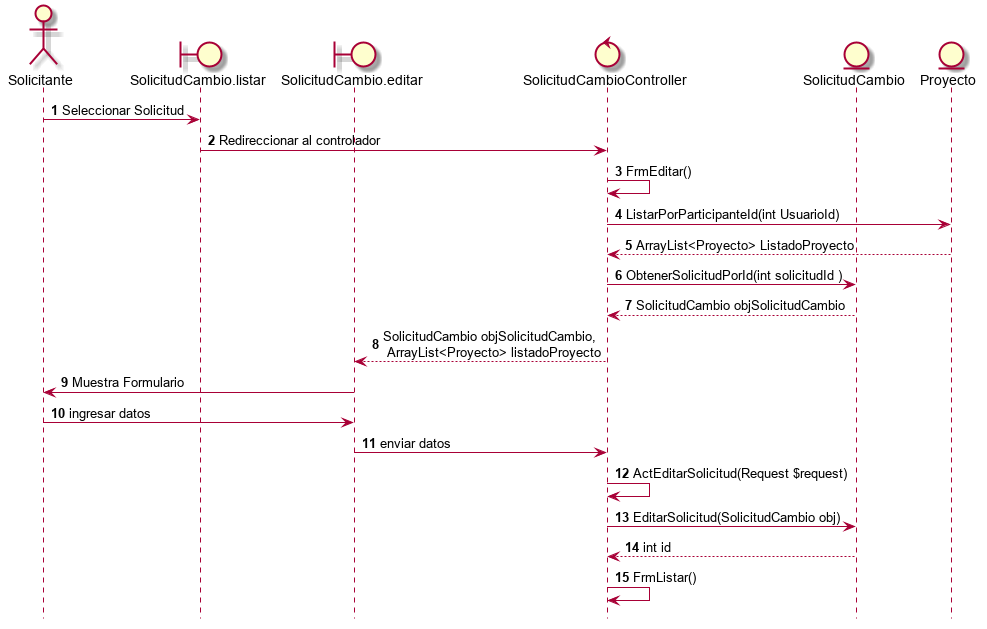 Solicitante
SolicitudCambio.listar
SolicitudCambio.editar
SolicitudCambioController
SolicitudCambio
Proyecto
1 Seleccionar Solicitud
2 Redireccionar al controlador
3 FrmEditar()
4 ListarPorParticipanteId(int UsuarioId)
5 ArrayList<Proyecto> ListadoProyecto
6 ObtenerSolicitudPorId(int solicitudId )
7 SolicitudCambio objSolicitudCambio
8 SolicitudCambio objSolicitudCambio,
ArrayList<Proyecto> listadoProyecto
9 Muestra Formulario
10 ingresar datos
11 enviar datos
12 ActEditarSolicitud(Request $request)
13 EditarSolicitud(SolicitudCambio obj)
14 int id
15 FrmListar()